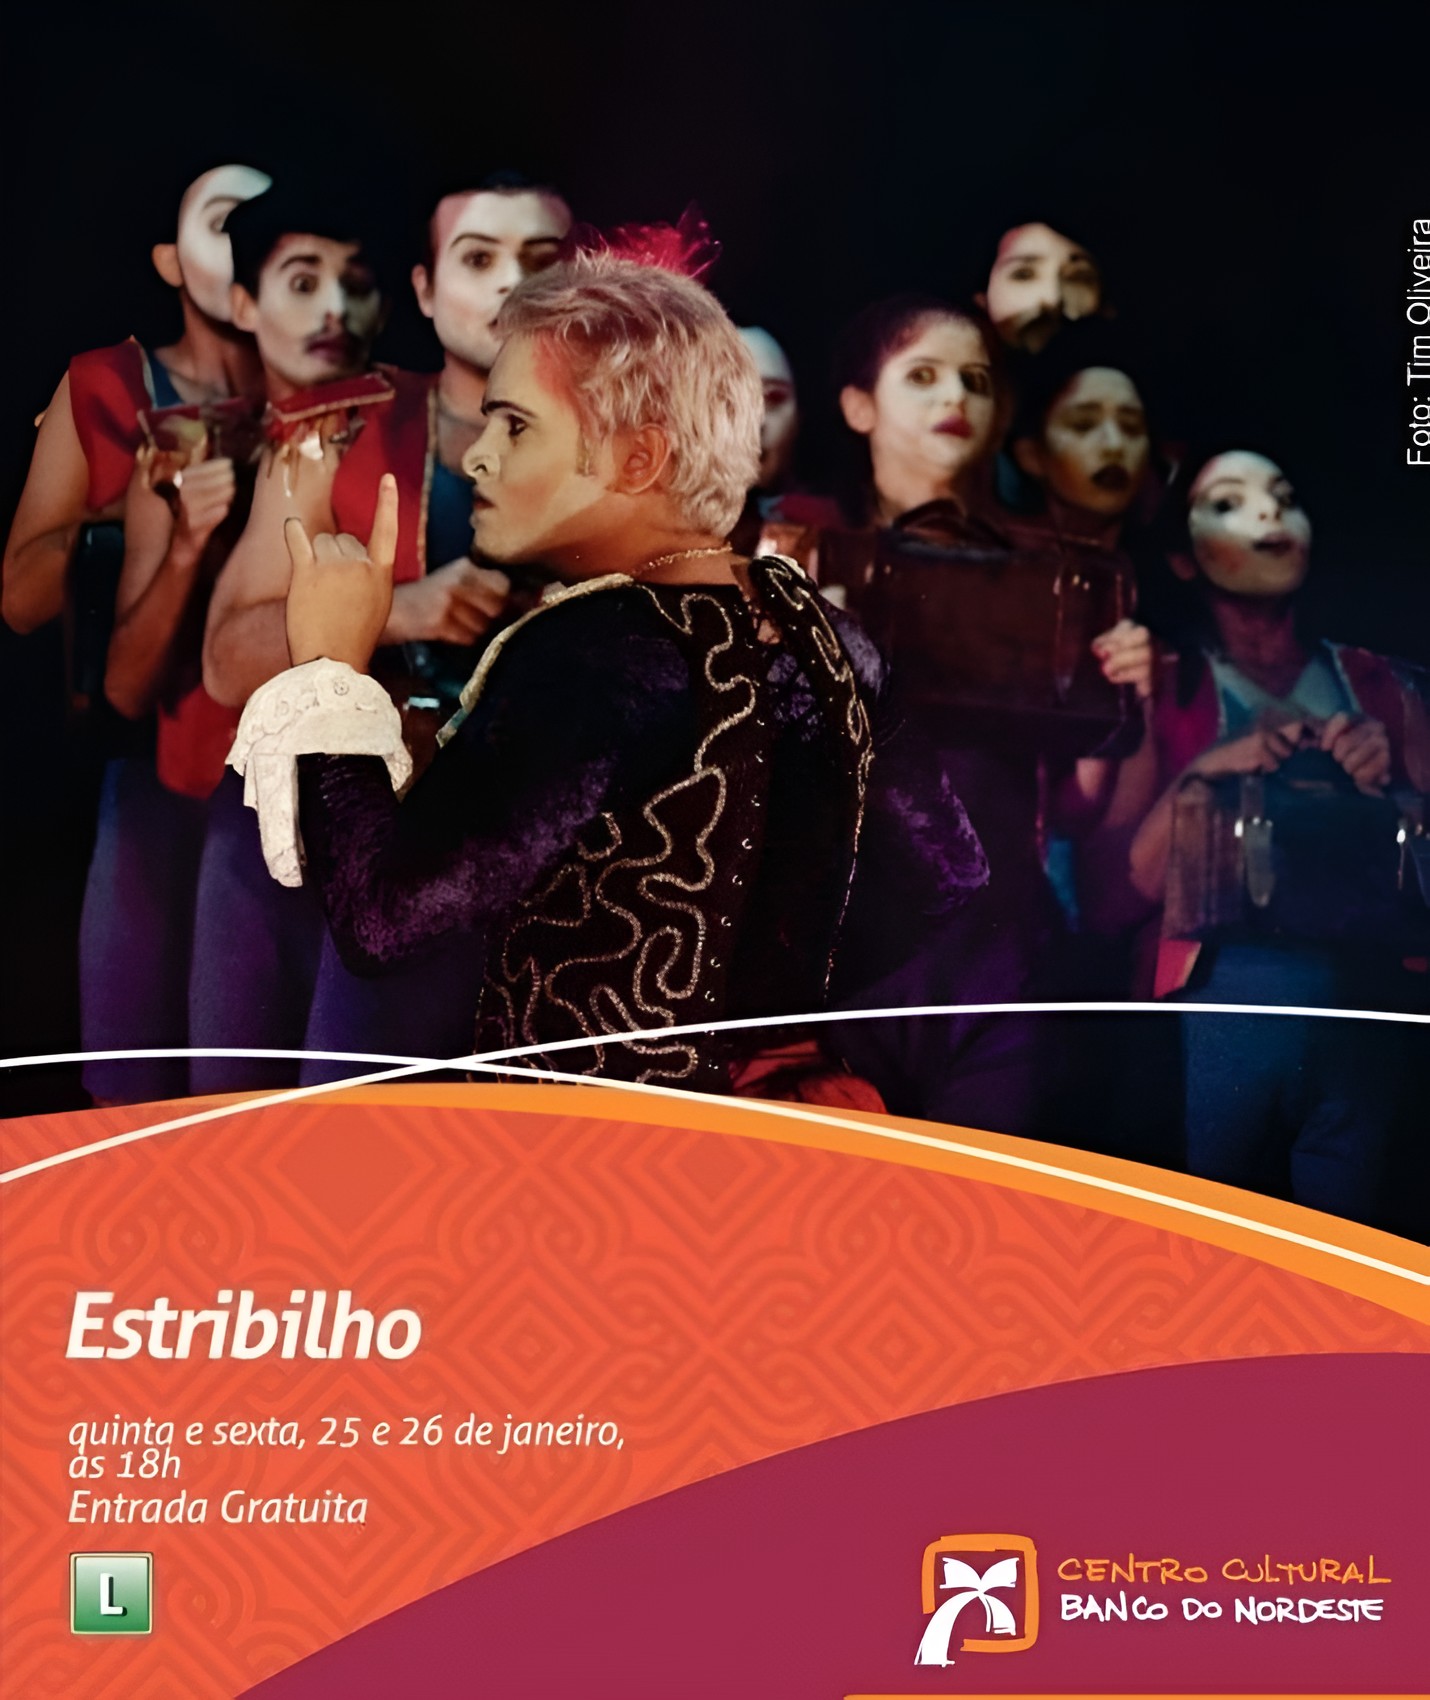 Foto: Tim Oliveira
Estribilho
quinta e sexta, 25 e 26 de janeiro,
às 18h
Entrada Gratuita
L
CENTRO CULTURAL
BANCO DO NORDESTE